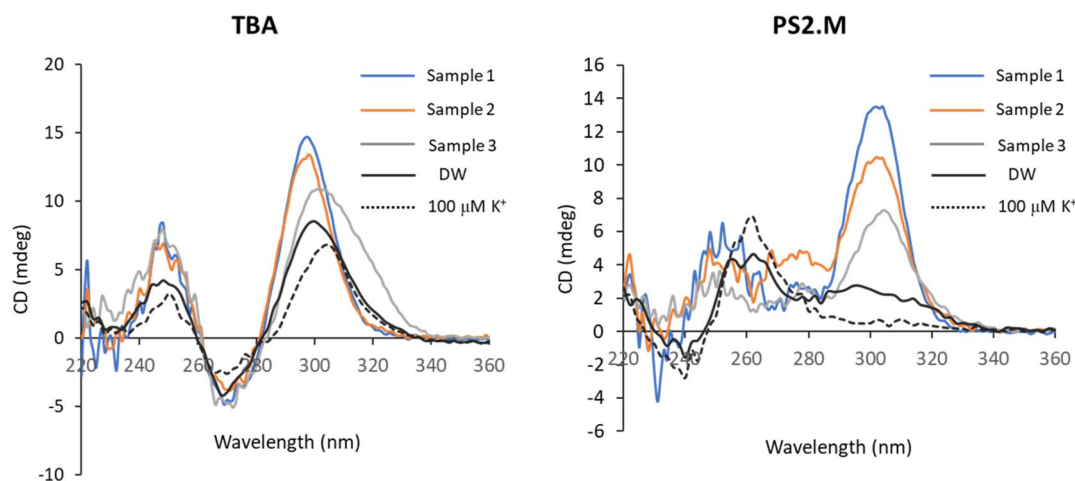 TBA
20
15
10
5
0
-5
-10
220
240
260
280
300
320
340
360
CD (mdeg)
Wavelength (nm)
Sample 1
Sample 2
Sample 3
DW
100 μM K⁺
PS2.M
16
14
12
10
8
6
4
2
0
-2
-4
-6
220
240
260
280
300
320
340
360
CD (mdeg)
Wavelength (nm)
Sample 1
Sample 2
Sample 3
DW
100 μM K⁺